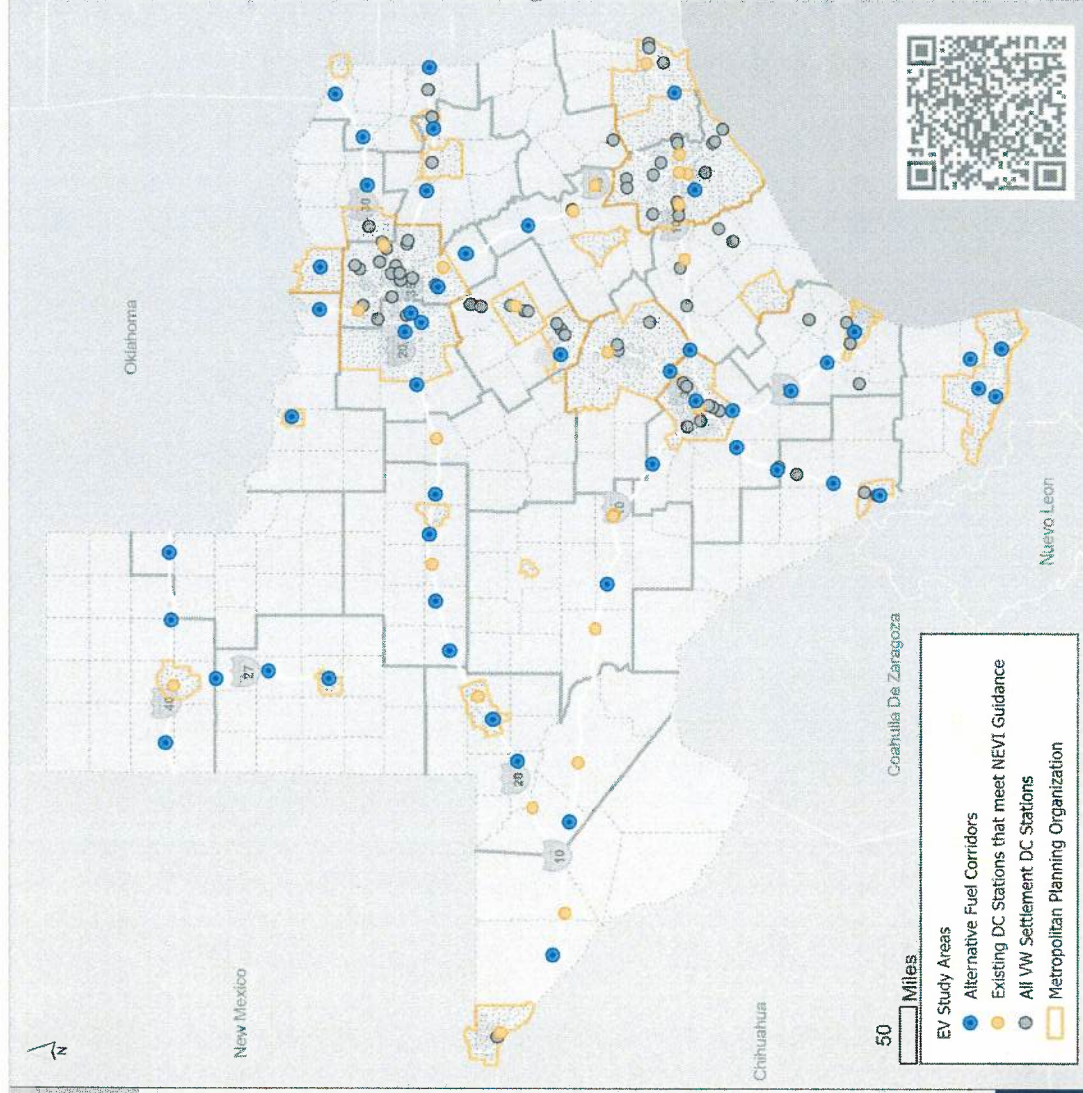 N
Oklahoma
New Mexico
40
27
30
35
20
20
10
10
10
Chihuahua
Coahuila De Zaragoza
Nuevo Leon
50
Miles
EV Study Areas
Alternative Fuel Corridors
Existing DC Stations that meet NEVI Guidance
All VW Settlement DC Stations
Metropolitan Planning Organization